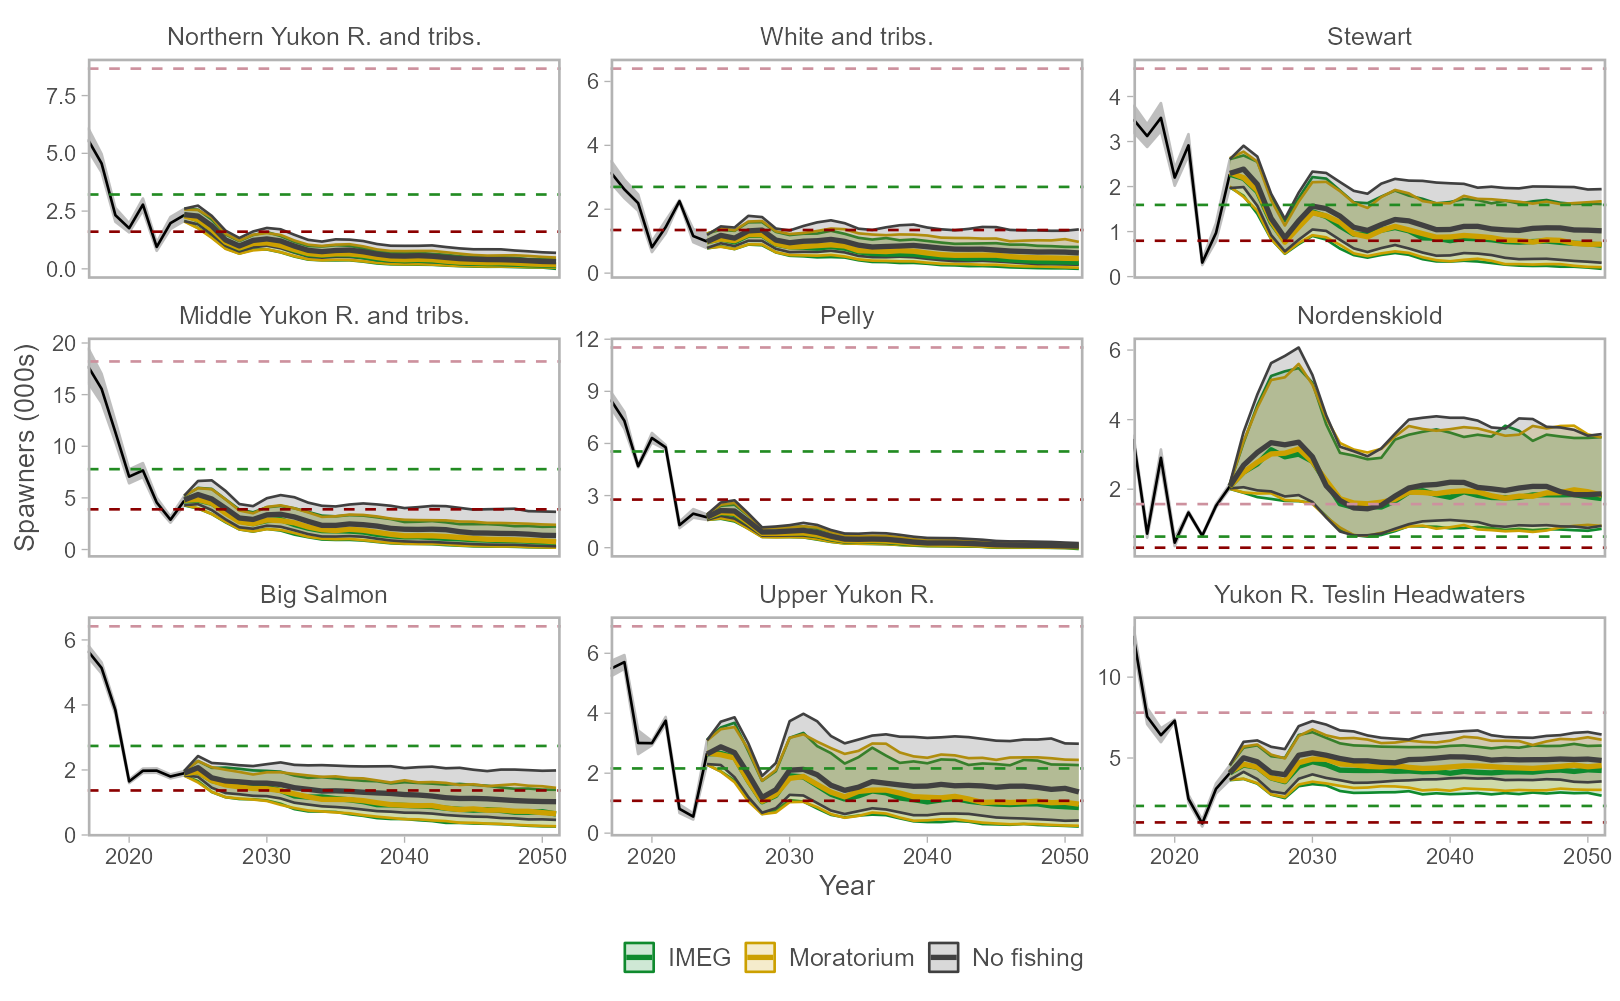 Northern Yukon R. and tribs.
White and tribs.
Stewart
7.5
5.0
2.5
0.0
6
4
2
0
4
3
2
1
0
Middle Yukon R. and tribs.
Pelly
Nordenskiold
20
15
10
5
0
12
9
6
3
0
6
4
2
Spawners (000s)
Big Salmon
Upper Yukon R.
Yukon R. Teslin Headwaters
6
4
2
0
6
4
2
0
10
5
2020 2030 2040 2050
2020 2030 2040 2050
2020 2030 2040 2050
Year
IMEG Moratorium No fishing